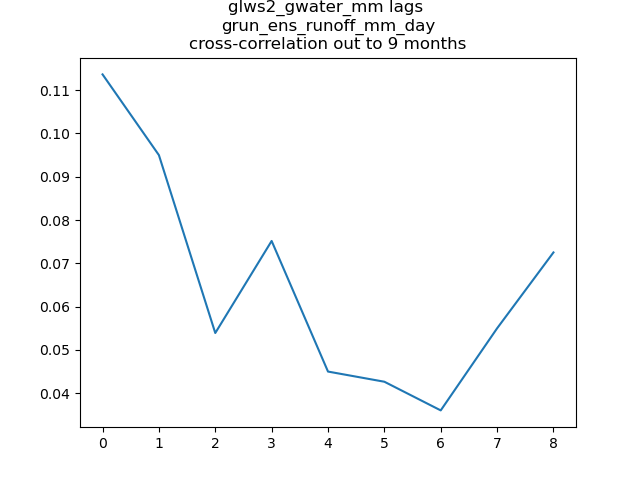 glws2_gwater_mm lags
grun_ens_runoff_mm_day
cross-correlation out to 9 months
0.11
0.10
0.09
0.08
0.07
0.06
0.05
0.04
0 1 2 3 4 5 6 7 8